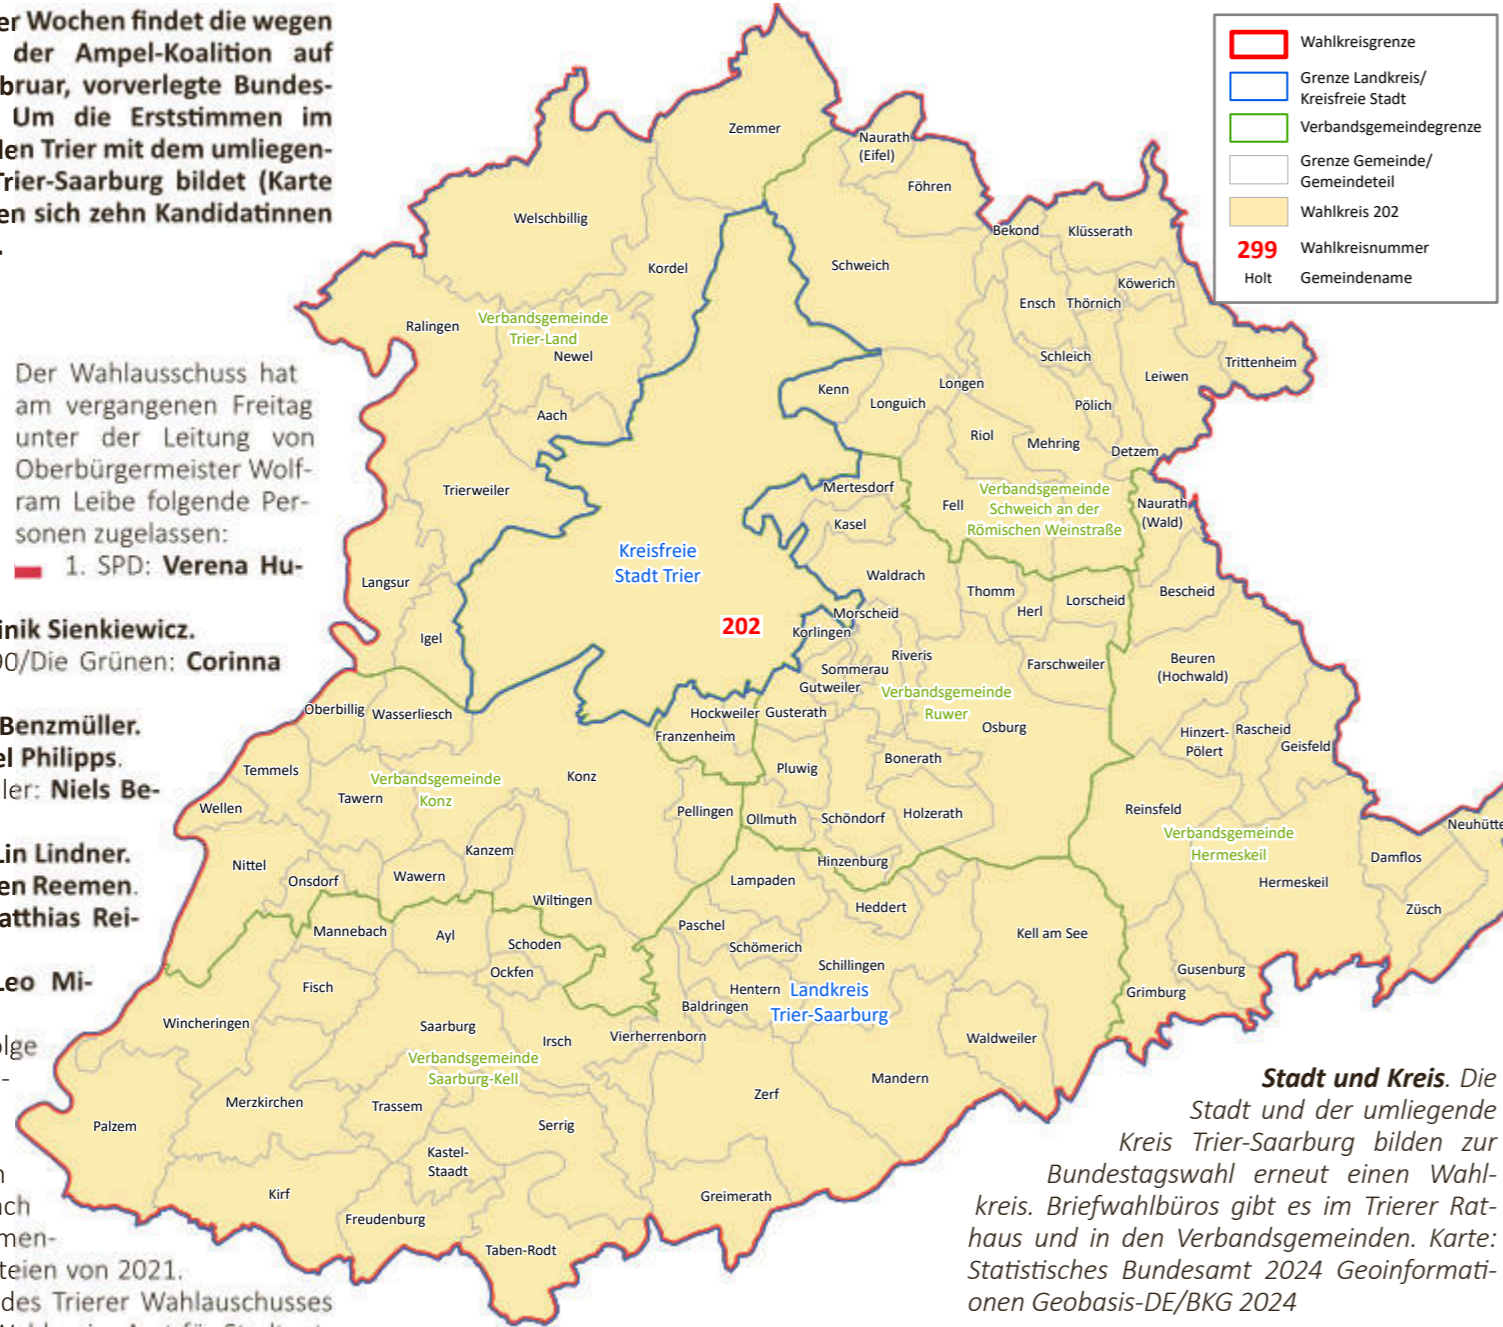 er Wochen findet die wegen
der Ampel-Koalition auf
bruar, vorverlegte Bundes-
Um die Erststimmen im
den Trier mit dem umliegen-
Trier-Saarburg bildet (Karte
en sich zehn Kandidatinnen
.
Der Wahlausschuss hat
am vergangenen Freitag
unter der Leitung von
Oberbürgermeister Wolf-
ram Leibe folgende Per-
sonen zugelassen:
1. SPD: Verena Hu-
inik Sienkiewicz.
90/Die Grünen: Corinna
Benzmüller.
el Philipps.
ler: Niels Be-
Lin Lindner.
en Reemen.
atthias Rei-
Leo Mi-
olge
-
n
ach
men-
teien von 2021.
des Trierer Wahlauschusses
Wahlkreisgrenze
Grenze Landkreis/
Kreisfreie Stadt
Verbandsgemeindegrenze
Grenze Gemeinde/
Gemeindeteil
Wahlkreis 202
299 Wahlkreisnummer
Holt Gemeindename
Zemmer
Naurath
(Eifel)
Föhren
Welschbillig
Bekond
Klüsserath
Kordel
Schweich
Köwerich
Ensch
Thörnich
Ralingen
Verbandsgemeinde
Trier-Land
Newel
Schleich
Trittenheim
Leiwen
Kenn
Longen
Longuich
Pölich
Aach
Riol
Mehring
Detzem
Trierweiler
Mertesdorf
Verbandsgemeinde
Schweich an der
Römischen Weinstraße
Fell
Naurath
(Wald)
Kasel
Kreisfreie
Stadt Trier
Langsur
Waldrach
Thomm
Herl
Lorscheid
Bescheid
202
Morscheid
Korlingen
Igel
Riveris
Sommerau
Gutweiler
Farschweiler
Beuren
(Hochwald)
Verbandsgemeinde
Ruwer
Oberbillig
Wasserliesch
Hockweiler
Gusterath
Franzenheim
Osburg
Hinzert-
Pölert
Rascheid
Geisfeld
Temmels
Verbandsgemeinde
Konz
Konz
Pluwig
Bonerath
Tawern
Wellen
Pellingen
Ollmuth
Schöndorf
Holzerath
Reinsfeld
Verbandsgemeinde
Hermeskeil
Neuhütte
Nittel
Onsdorf
Wawern
Kanzem
Hinzenburg
Damflos
Hermeskeil
Lampaden
Wiltingen
Heddert
Züsch
Mannebach
Ayl
Schoden
Paschel
Schömerich
Kell am See
Ockfen
Schillingen
Gusenburg
Fisch
Hentern
Landkreis
Trier-Saarburg
Baldringen
Grimburg
Wincheringen
Saarburg
Irsch
Vierherrenborn
Waldweiler
Verbandsgemeinde
Saarburg-Kell
Mandern
Zerf
Merzkirchen
Trassem
Palzem
Serrig
Kastel-
Staadt
Kirf
Greimerath
Freudenburg
Taben-Rodt
Stadt und Kreis. Die
Stadt und der umliegende
Kreis Trier-Saarburg bilden zur
Bundestagswahl erneut einen Wahl-
kreis. Briefwahlbüros gibt es im Trierer Rat-
haus und in den Verbandsgemeinden. Karte:
Statistisches Bundesamt 2024 Geoinformati-
onen Geobasis-DE/BKG 2024